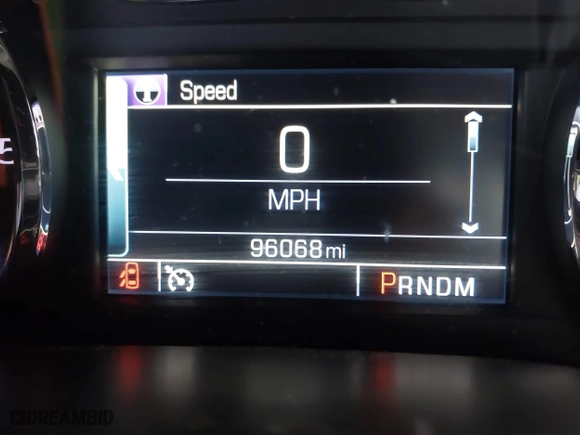 Speed
0
MPH
96068 mi
PRNDM
DREAMBID